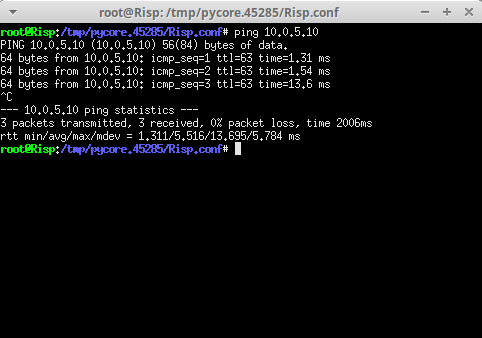 root@Risp: /tmp/pycore.45285/Risp.conf
root@Risp:/tmp/pycore.45285/Risp.conf# ping 10.0.5.10
PING 10.0.5.10 (10.0.5.10) 56(84) bytes of data.
64 bytes from 10.0.5.10: icmp_seq=1 ttl=63 time=1.31 ms
64 bytes from 10.0.5.10: icmp_seq=2 ttl=63 time=1.54 ms
64 bytes from 10.0.5.10: icmp_seq=3 ttl=63 time=13.6 ms
^C
--- 10.0.5.10 ping statistics ---
3 packets transmitted, 3 received, 0% packet loss, time 2006ms
rtt min/avg/max/mdev = 1.311/5.516/13.695/5.784 ms
root@Risp:/tmp/pycore.45285/Risp.conf#